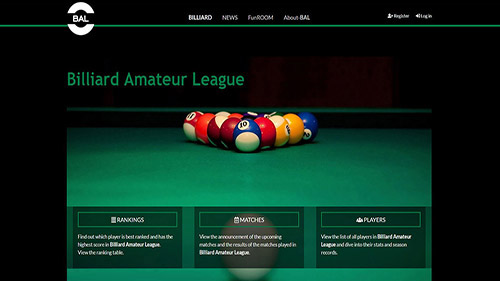 BAL
BILLIARD NEWS FunROOM About-BAL
Register Log in
Billiard Amateur League
10
RANKINGS
Find out which player is best ranked and has the
highest score in Billiard Amateur League.
View the ranking table.
MATCHES
View the announcement of the upcoming
matches and the results of the matches played in
Billiard Amateur League.
PLAYERS
View the list of all players in Billiard Amateur
League and dive into their stats and season
records.